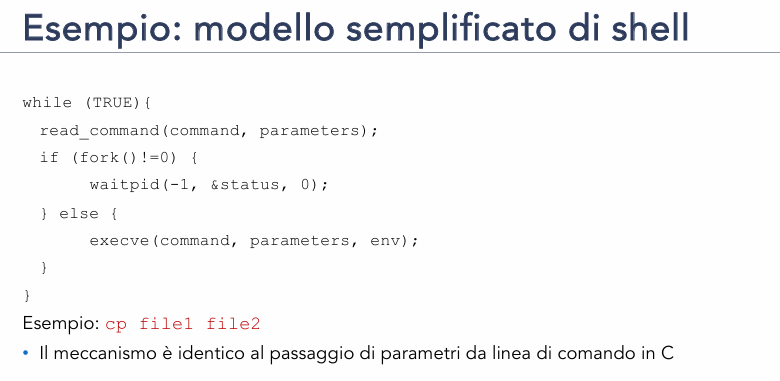 Esempio: modello semplificato di shell
while (TRUE){
read_command(command, parameters);
if (fork()!=0) {
waitpid(-1, &status, 0);
} else {
execve(command, parameters, env);
}
}
Esempio: cp file1 file2
• Il meccanismo è identico al passaggio di parametri da linea di comando in C